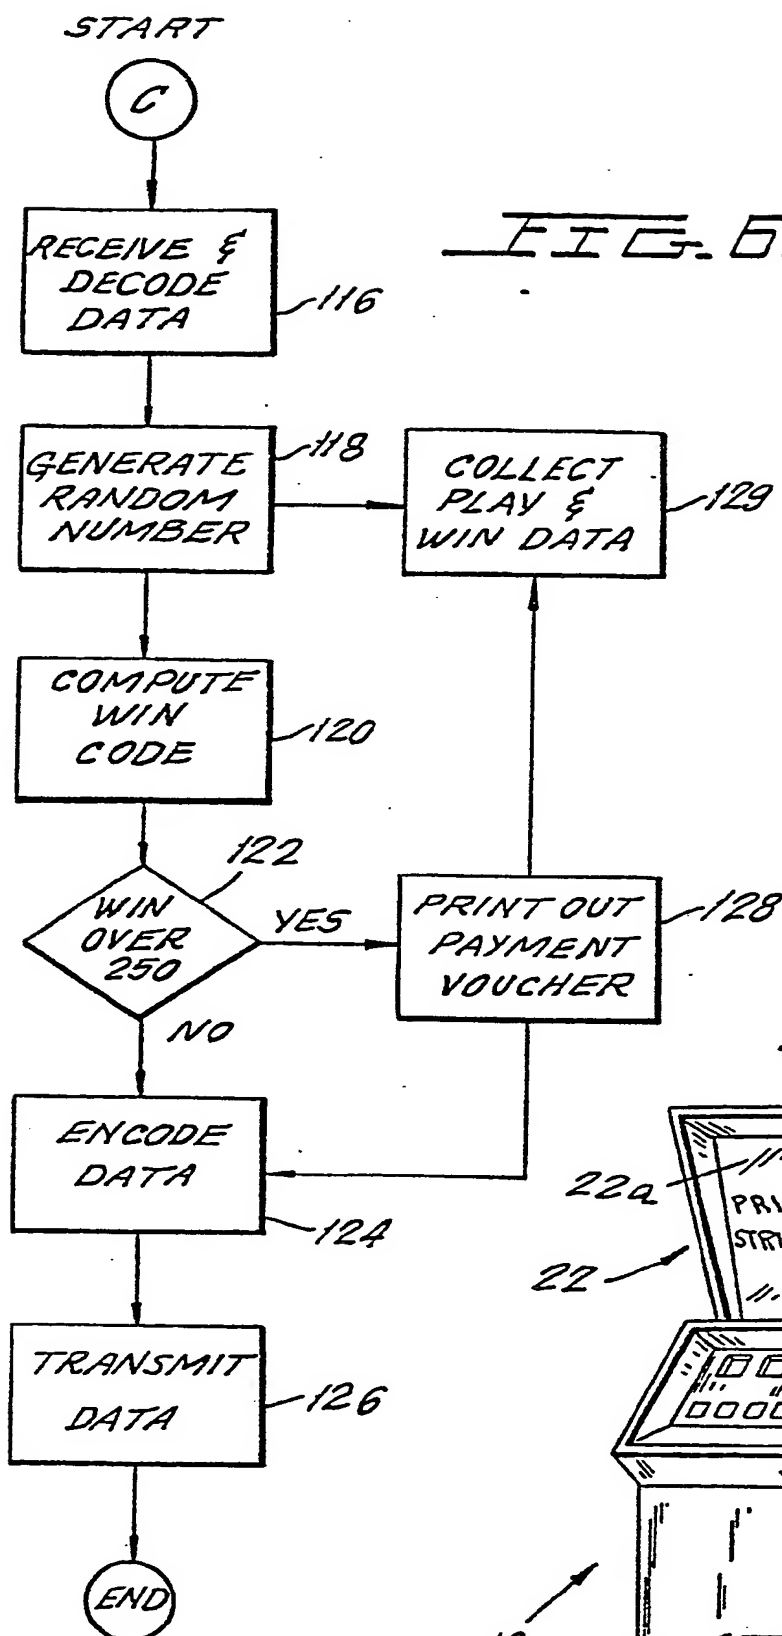 START
C
FIG. 6.
RECEIVE &
DECODE
DATA
116
GENERATE
RANDOM
NUMBER
118
COLLECT
PLAY &
WIN DATA
129
COMPUTE
WIN
CODE
120
WIN
OVER
250
122
YES
NO
PRINT OUT
PAYMENT
VOUCHER
128
ENCODE
DATA
124
22a
22
TRANSMIT
DATA
126
END